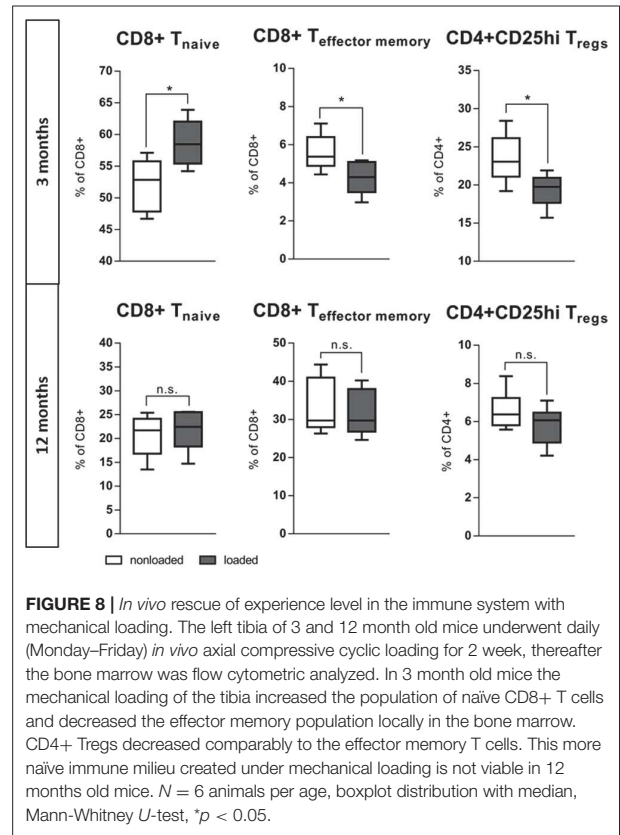 CD8+ Tnaive
CD8+ Teffector memory
CD4+CD25hi Tregs
3 months
% of CD8+
70
65
60
55
50
45
40
*
% of CD8+
10
8
6
4
2
0
*
% of CD4+
35
30
25
20
15
10
*
CD8+ Tnaive
CD8+ Teffector memory
CD4+CD25hi Tregs
12 months
% of CD8+
40
35
30
25
20
15
10
5
0
n.s.
% of CD8+
50
40
30
20
10
0
n.s.
% of CD4+
10
8
6
4
2
0
n.s.
nonloaded loaded
FIGURE 8 | In vivo rescue of experience level in the immune system with
mechanical loading. The left tibia of 3 and 12 month old mice underwent daily
(Monday–Friday) in vivo axial compressive cyclic loading for 2 week, thereafter
the bone marrow was flow cytometric analyzed. In 3 month old mice the
mechanical loading of the tibia increased the population of naïve CD8+ T cells
and decreased the effector memory population locally in the bone marrow.
CD4+ Tregs decreased comparably to the effector memory T cells. This more
naïve immune milieu created under mechanical loading is not viable in 12
months old mice. N = 6 animals per age, boxplot distribution with median,
Mann-Whitney U-test, *p < 0.05.